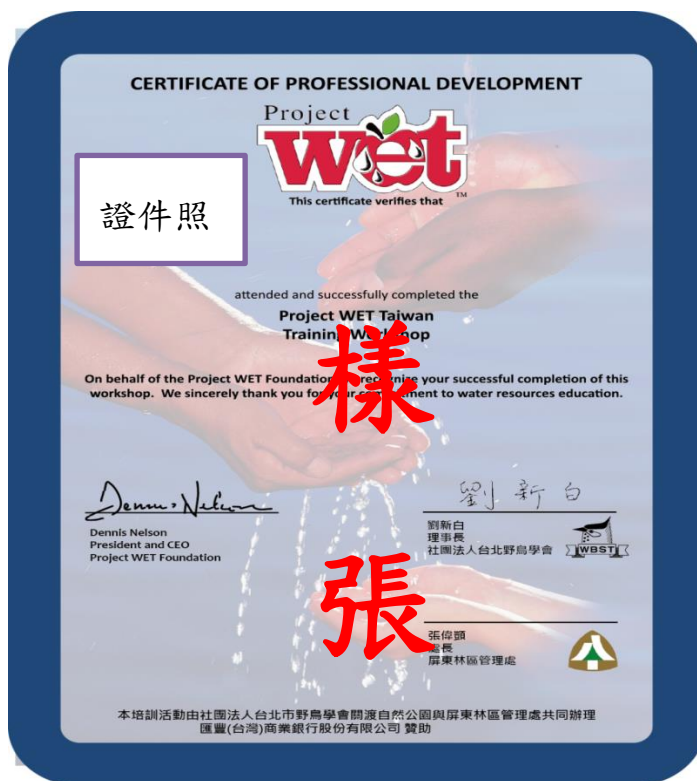 CERTIFICATE OF PROFESSIONAL DEVELOPMENT
Project
wet
TM
This certificate verifies that
證件照
attended and successfully completed the
Project WET Taiwan
Training Workshop
On behalf of the Project WET Foundation, recognize your successful completion of this
workshop. We sincerely thank you for your commitment to water resources education.
樣
張
Dennis Nelson
Dennis Nelson
President and CEO
Project WET Foundation
劉新白
劉新白
理事長
社團法人台北野鳥學會
WBST
張偉顗
處長
屏東林區管理處
本培訓活動由社團法人台北市野鳥學會關渡自然公園與屏東林區管理處共同辦理
匯豐(台灣)商業銀行股份有限公司 贊助